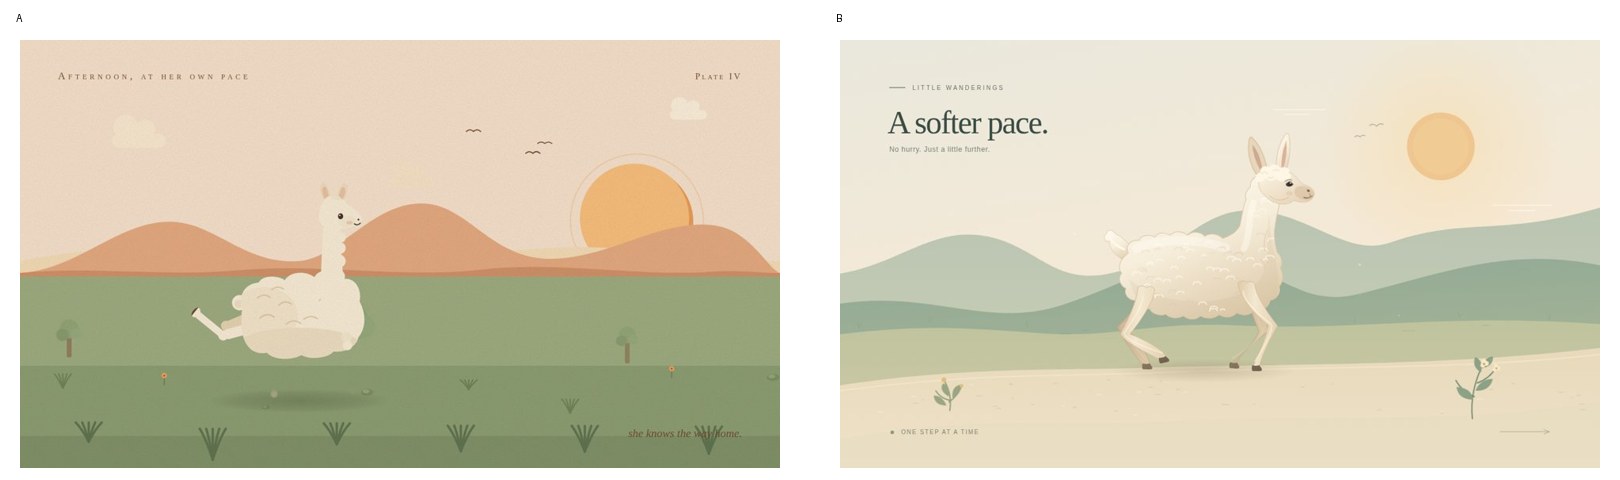 A
Afternoon, at her own pace
Plate IV
she knows the way home.
B
LITTLE WANDERINGS
A softer pace.
No hurry. Just a little further.
ONE STEP AT A TIME